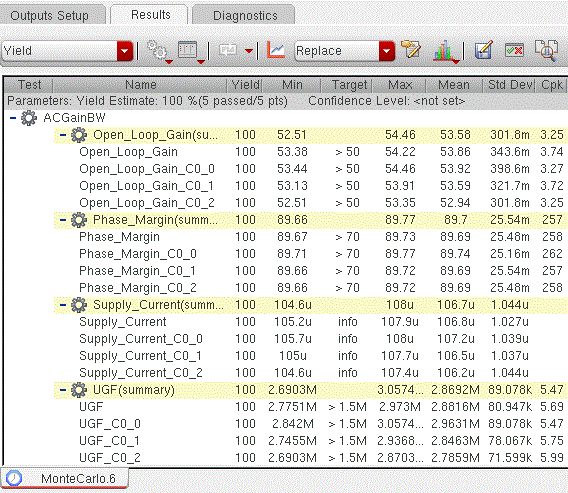 Outputs Setup Results Diagnostics
Yield Replace
Test Name Yield Min Target Max Mean Std Dev Cpk
Parameters: Yield Estimate: 100 %(5 passed/5 pts) Confidence Level: <not set>
ACGainBW
Open_Loop_Gain(su... 100 52.51 54.46 53.58 301.8m 3.25
Open_Loop_Gain 100 53.38 > 50 54.22 53.86 343.6m 3.74
Open_Loop_Gain_C0_0 100 53.44 > 50 54.46 53.92 398.6m 3.27
Open_Loop_Gain_C0_1 100 53.13 > 50 53.91 53.59 321.7m 3.72
Open_Loop_Gain_C0_2 100 52.51 > 50 53.35 52.94 301.8m 3.25
Phase_Margin(summ... 100 89.66 89.77 89.7 25.54m 257
Phase_Margin 100 89.67 > 70 89.73 89.69 25.48m 258
Phase_Margin_C0_0 100 89.71 > 70 89.77 89.74 25.16m 262
Phase_Margin_C0_1 100 89.66 > 70 89.72 89.69 25.54m 257
Phase_Margin_C0_2 100 89.66 > 70 89.72 89.69 25.48m 258
Supply_Current(summ... 100 104.6u 108u 106.7u 1.044u
Supply_Current 100 105.2u info 107.9u 106.8u 1.027u
Supply_Current_C0_0 100 105.7u info 108u 107.2u 1.039u
Supply_Current_C0_1 100 105u info 107.7u 106.5u 1.037u
Supply_Current_C0_2 100 104.6u info 107.4u 106.2u 1.044u
UGF(summary) 100 2.6903M 3.0574... 2.8692M 89.078k 5.47
UGF 100 2.7751M > 1.5M 2.973M 2.8816M 80.947k 5.69
UGF_C0_0 100 2.842M > 1.5M 3.0574... 2.9631M 89.078k 5.47
UGF_C0_1 100 2.7455M > 1.5M 2.9368... 2.8463M 78.067k 5.75
UGF_C0_2 100 2.6903M > 1.5M 2.8703... 2.7859M 71.599k 5.99
MonteCarlo.6